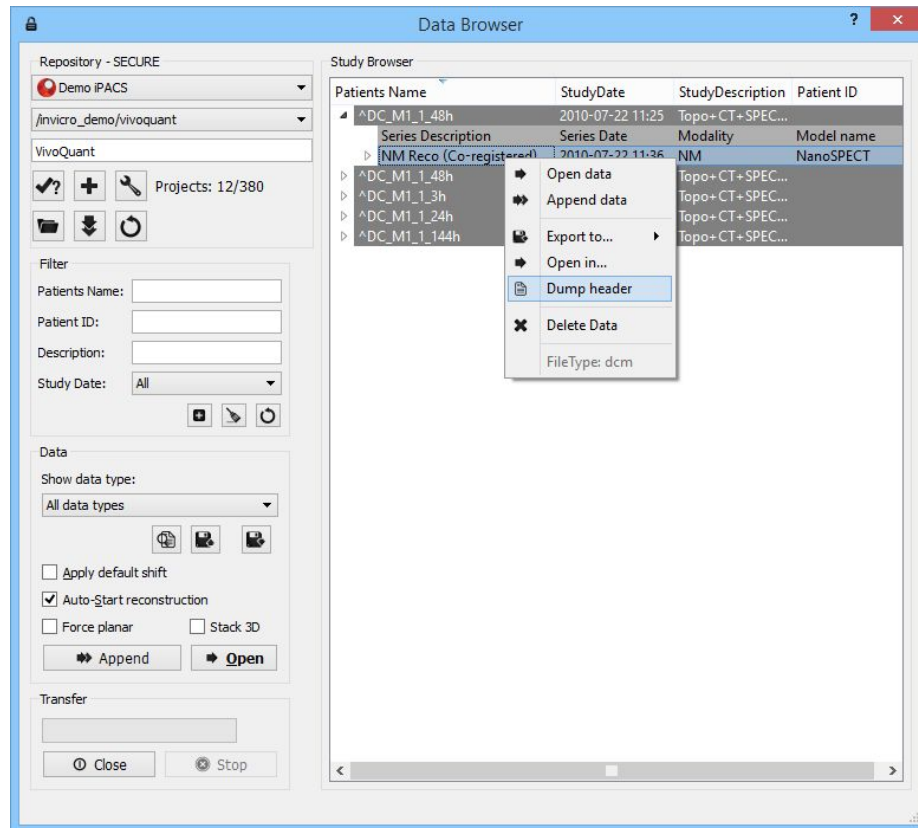 Data Browser
?
×
Repository - SECURE
Demo iPACS
/invicro_demo/vivoquant
VivoQuant
Projects: 12/380
Filter
Patients Name:
Patient ID:
Description:
Study Date:
All
Data
Show data type:
All data types
Apply default shift
Auto-Start reconstruction
Force planar
Stack 3D
Append
Open
Transfer
Close
Stop
Study Browser
Patients Name StudyDate StudyDescription Patient ID
^DC_M1_1_48h 2010-07-22 11:25 Topo+CT+SPEC...
Series Description Series Date Modality Model name
NM Reco (Co-registered) 2010-07-22 11:36 NM NanoSPECT
^DC_M1_1_48h Topo+CT+SPEC...
^DC_M1_1_3h Topo+CT+SPEC...
^DC_M1_1_24h Topo+CT+SPEC...
^DC_M1_1_144h Topo+CT+SPEC...
Open data
Append data
Export to...
Open in...
Dump header
Delete Data
FileType: dcm